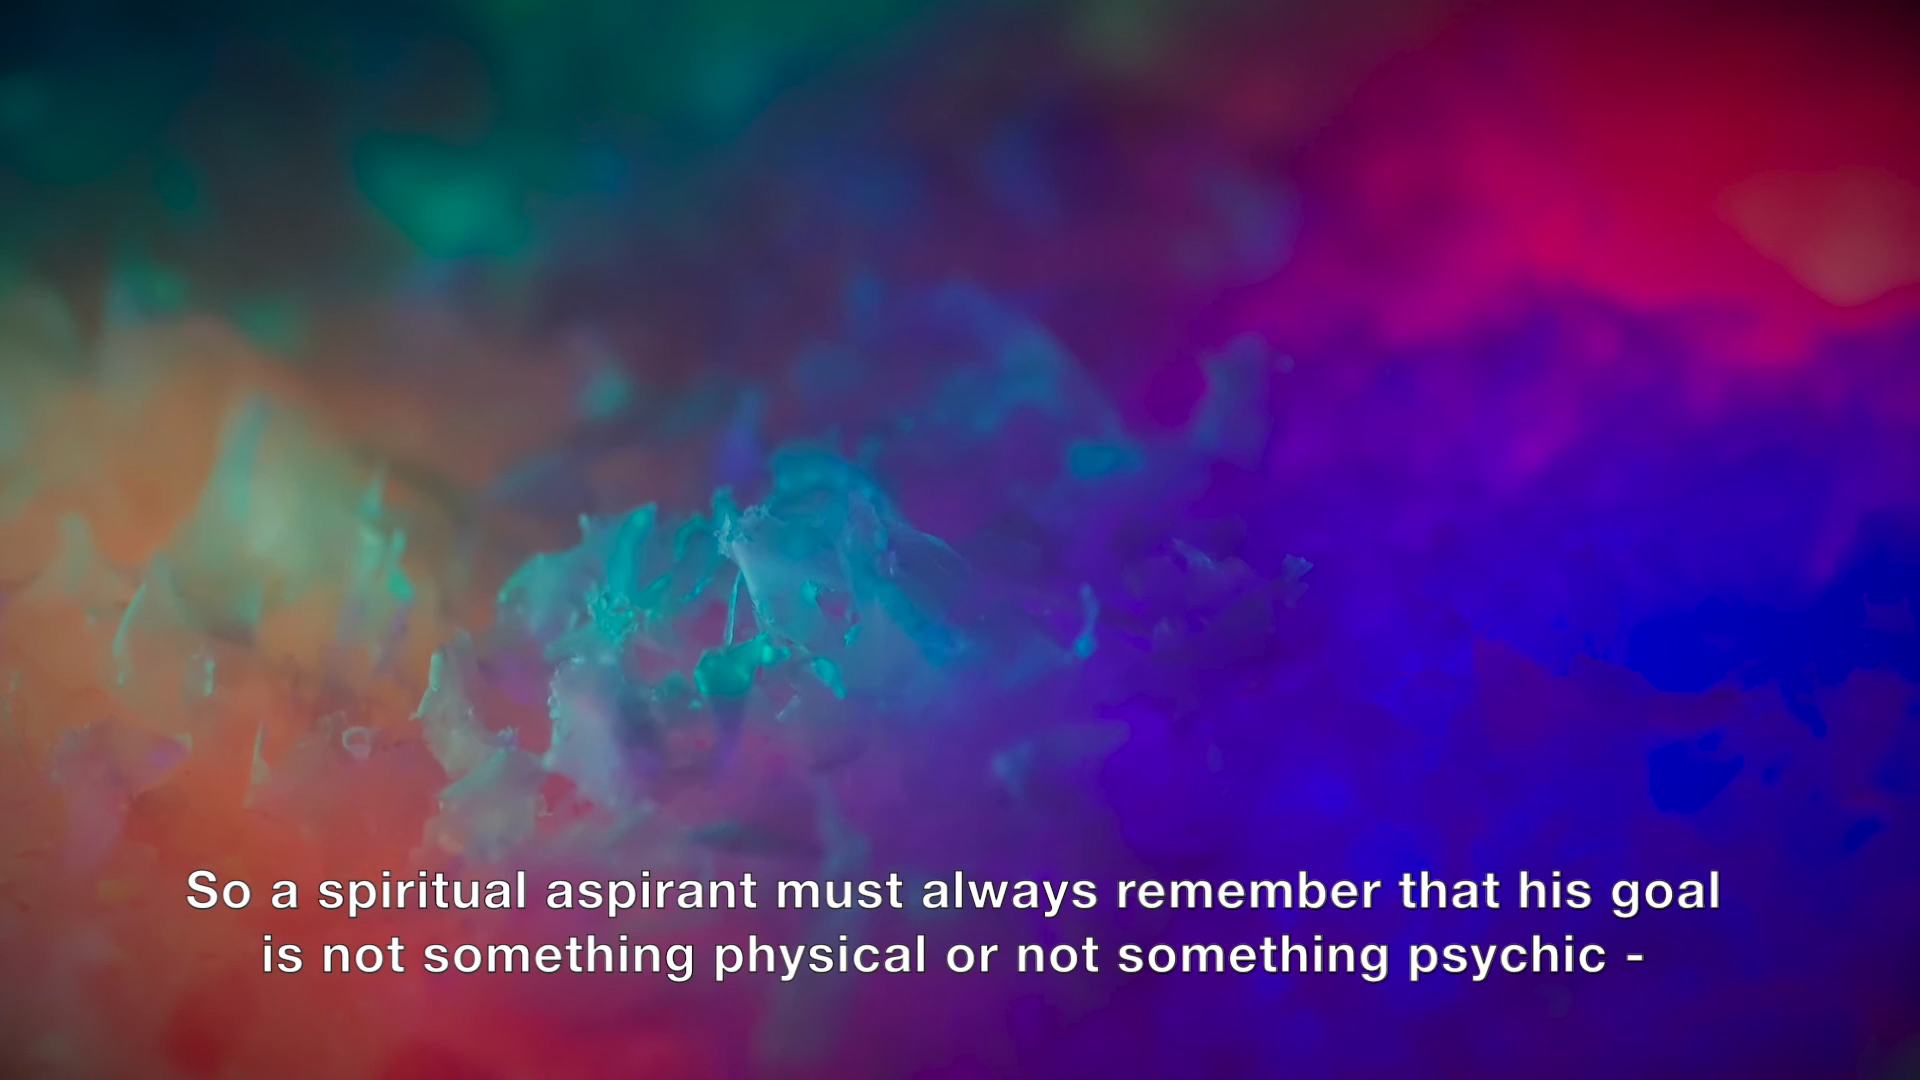 So a spiritual aspirant must always remember that his goal
is not something physical or not something psychic -